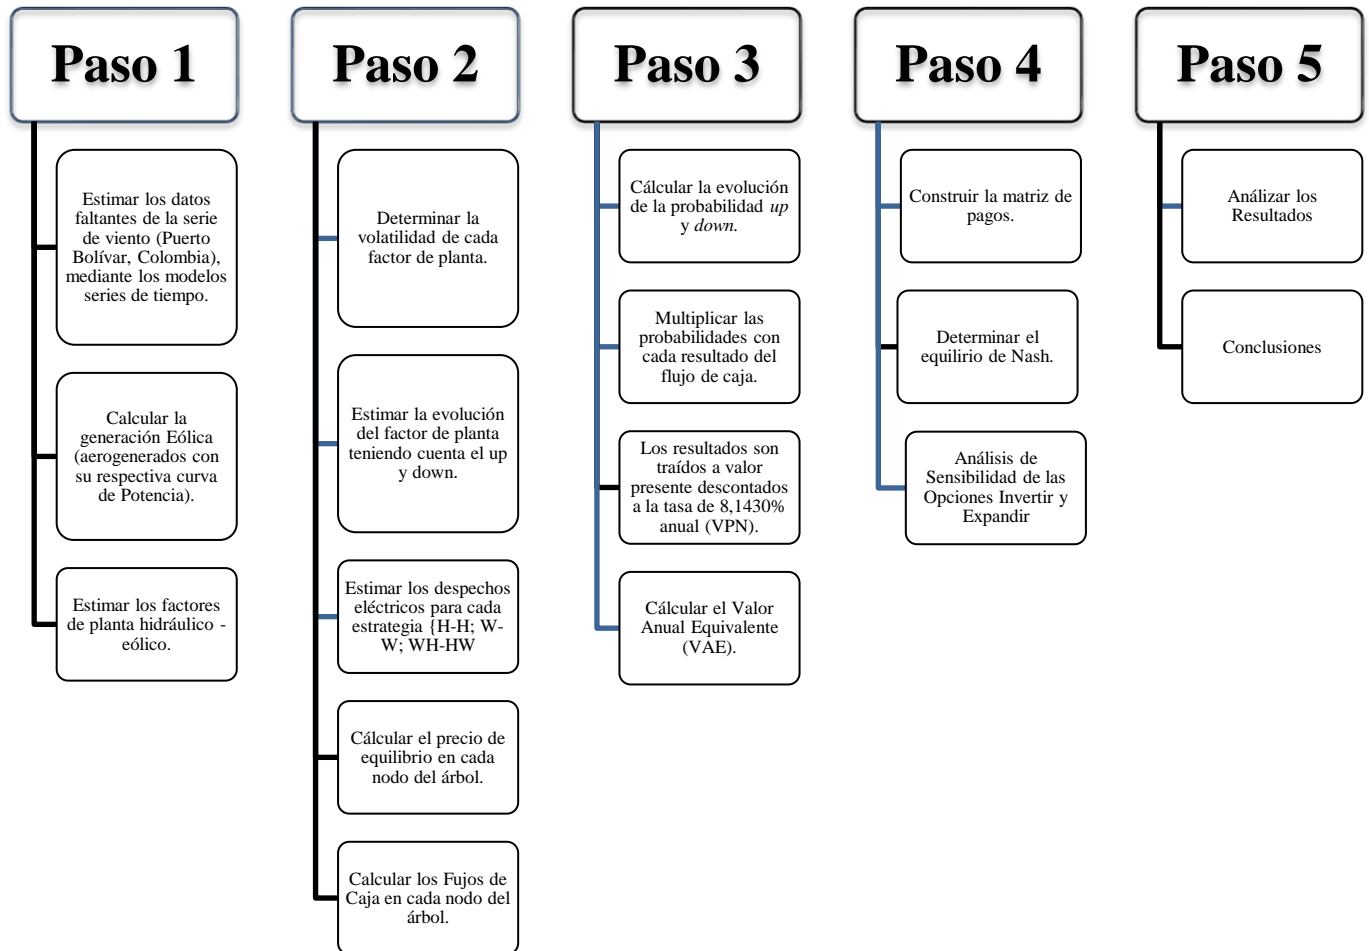 Paso 1
Estimar los datos
faltantes de la serie
de viento (Puerto
Bolívar, Colombia),
mediante los modelos
series de tiempo.
Calcular la
generación Eólica
(aerogenerados con
su respectiva curva
de Potencia).
Estimar los factores
de planta hidráulico -
eólico.
Paso 2
Determinar la
volatilidad de cada
factor de planta.
Estimar la evolución
del factor de planta
teniendo cuenta el up
y down.
Estimar los despechos
eléctricos para cada
estrategia {H-H; W-
W; WH-HW
Cálcular el precio de
equilibrio en cada
nodo del árbol.
Calcular los Fujos de
Caja en cada nodo del
árbol.
Paso 3
Cálcular la evolución
de la probabilidad up
y down.
Multiplicar las
probabilidades con
cada resultado del
flujo de caja.
Los resultados son
traídos a valor
presente descontados
a la tasa de 8,1430%
anual (VPN).
Cálcular el Valor
Anual Equivalente
(VAE).
Paso 4
Construir la matriz de
pagos.
Determinar el
equilirio de Nash.
Análisis de
Sensibilidad de las
Opciones Invertir y
Expandir
Paso 5
Análizar los
Resultados
Conclusiones